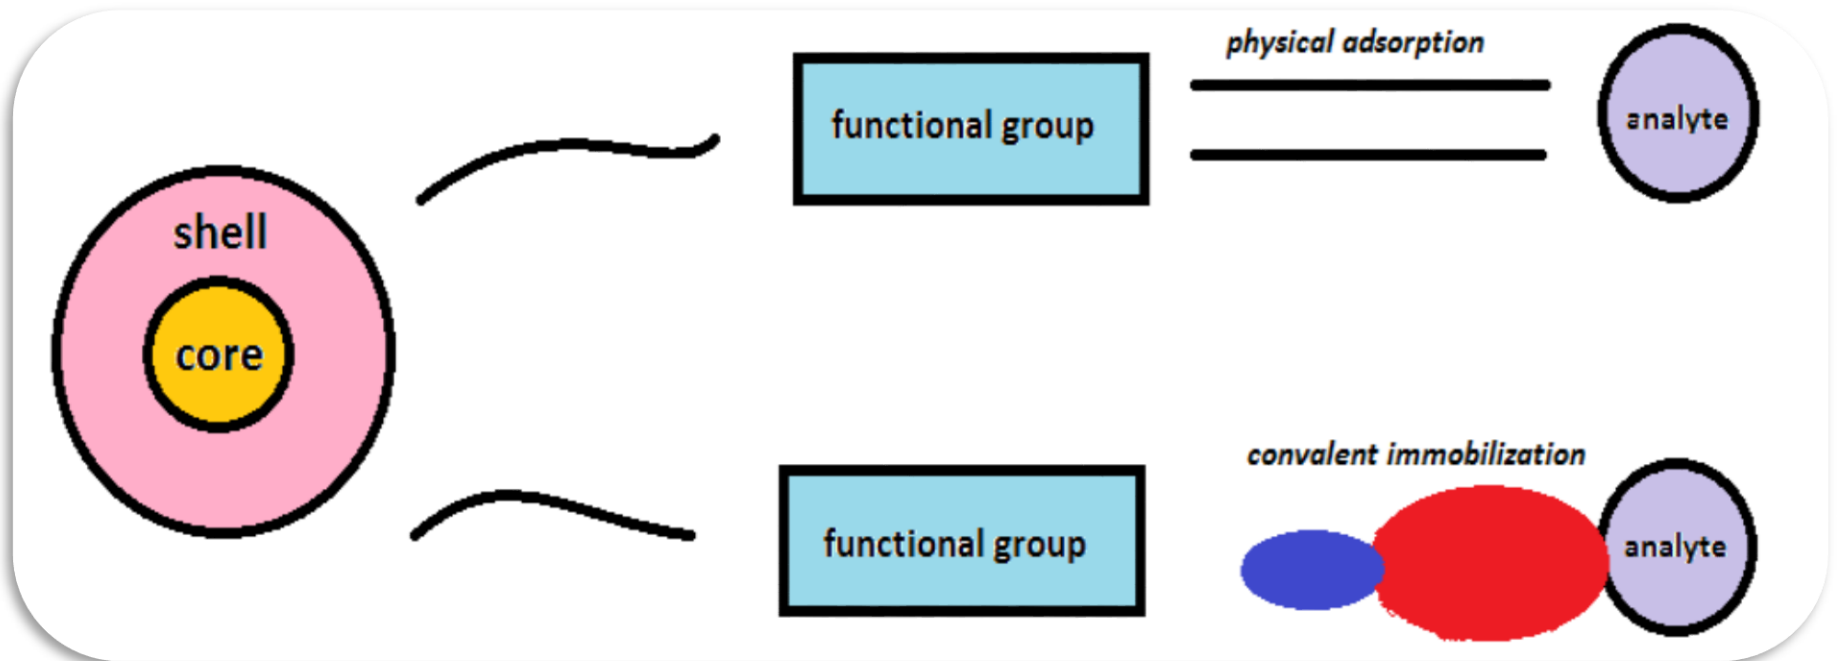 physical adsorption
functional group
analyte
shell
core
convalent immobilization
functional group
analyte